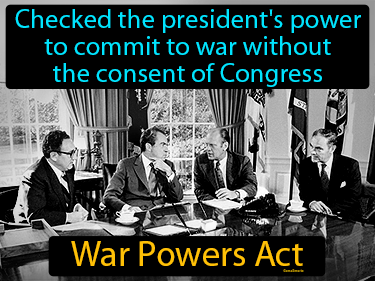 Checked the president's power
to commit to war without
the consent of Congress
War Powers Act